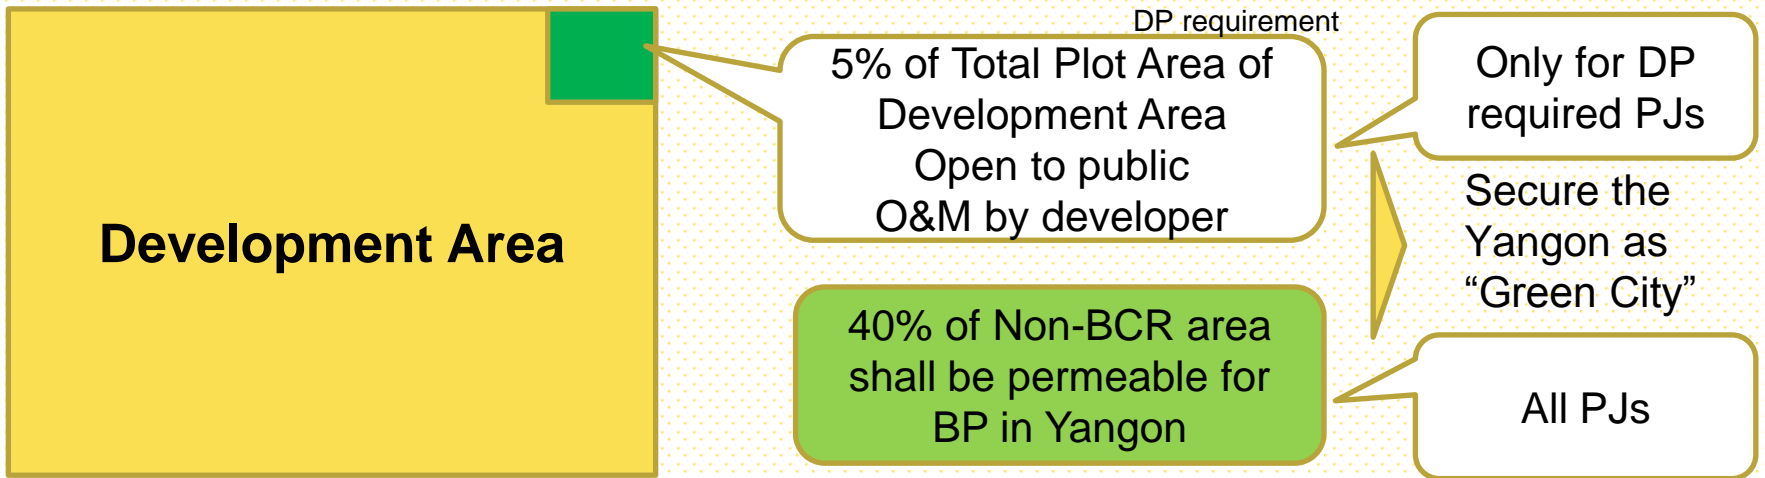 Development Area
DP requirement
5% of Total Plot Area of
Development Area
Open to public
O&M by developer
40% of Non-BCR area
shall be permeable for
BP in Yangon
Only for DP
required PJs
Secure the
Yangon as
“Green City”
All PJs